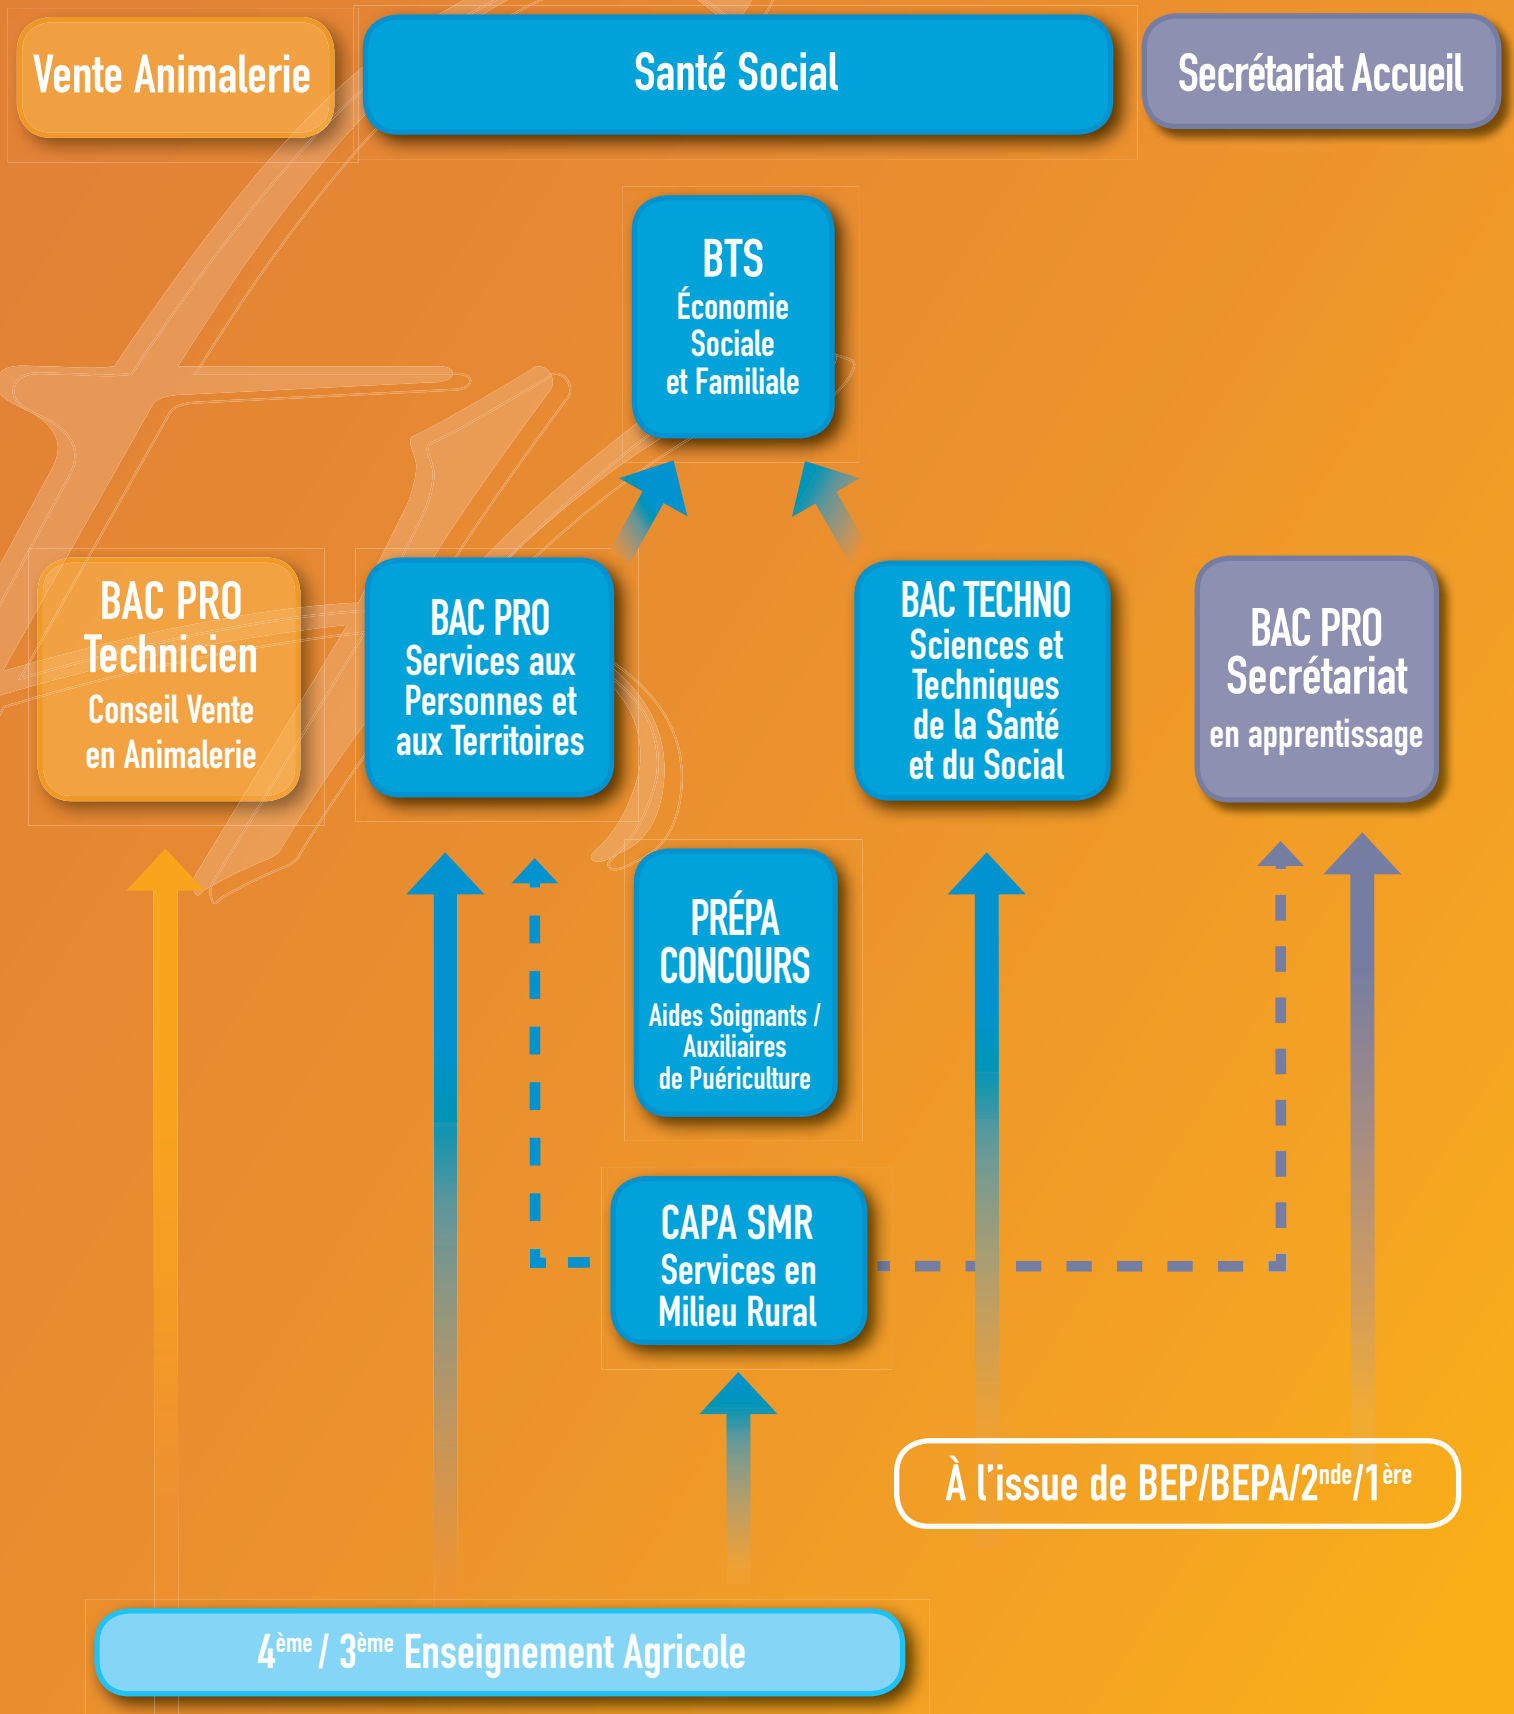 Vente Animalerie
Santé Social
Secrétariat Accueil
BTS
Économie
Sociale
et Familiale
BAC PRO
Technicien
Conseil Vente
en Animalerie
BAC PRO
Services aux
Personnes et
aux Territoires
BAC TECHNO
Sciences et
Techniques
de la Santé
et du Social
BAC PRO
Secrétariat
en apprentissage
PRÉPA
CONCOURS
Aides Soignants /
Auxiliaires
de Puériculture
CAPA SMR
Services en
Milieu Rural
À l'issue de BEP/BEPA/2nde/1ère
4ème / 3ème Enseignement Agricole